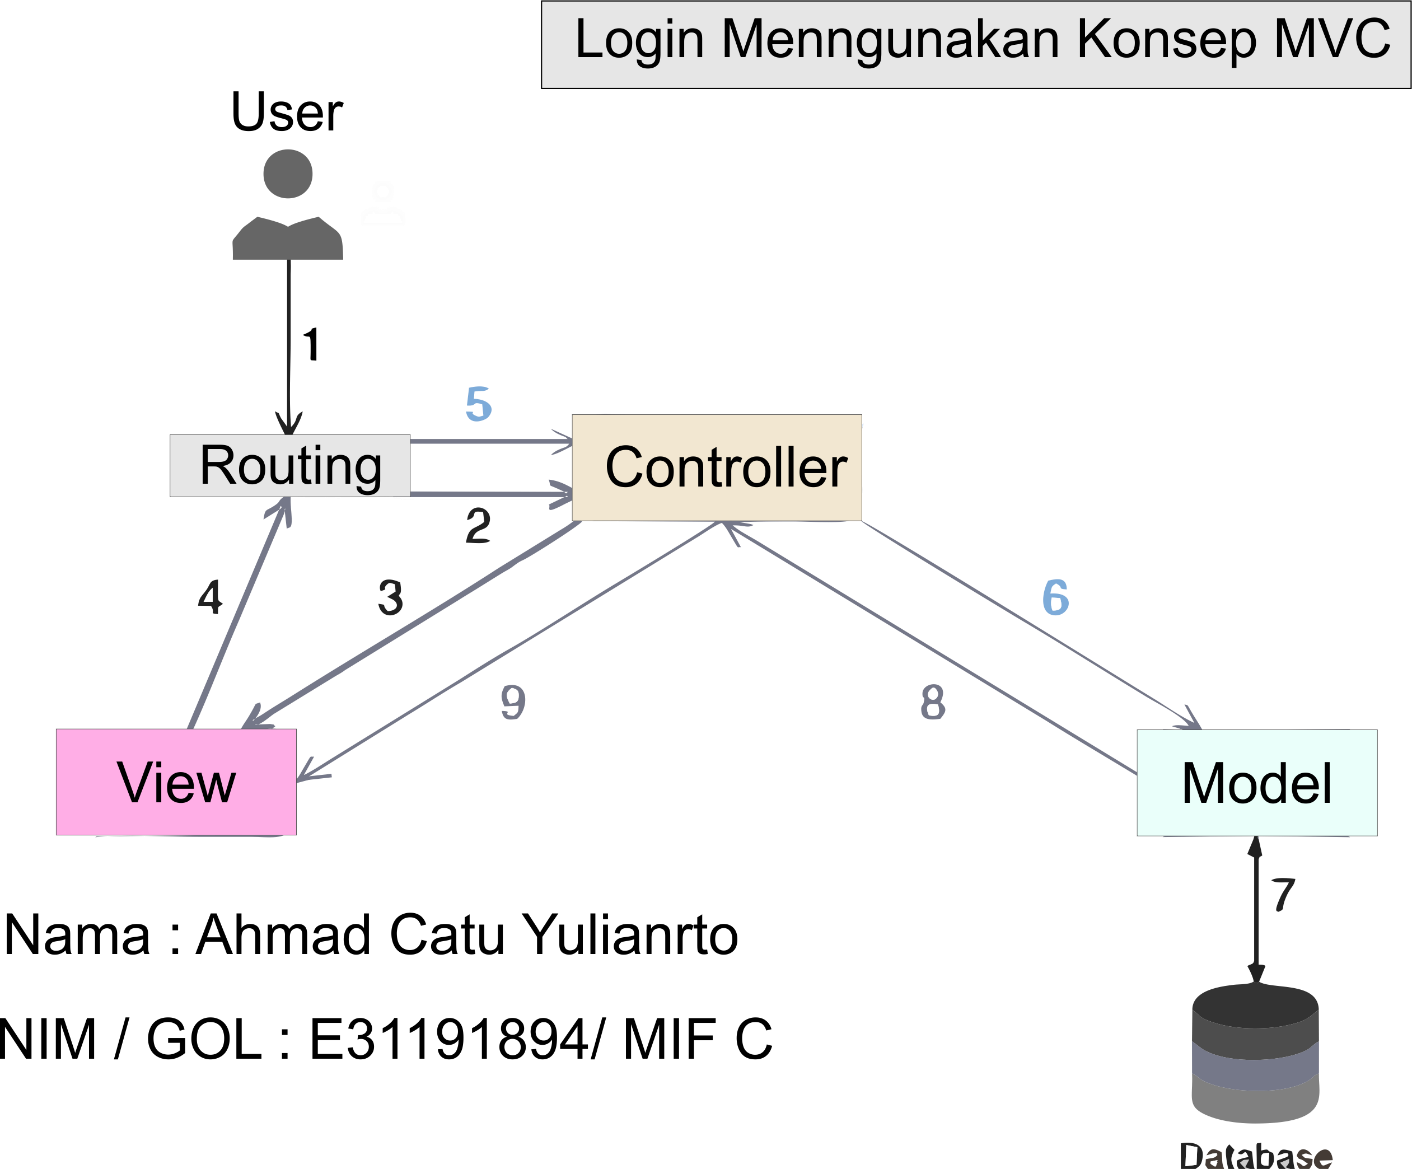 Login Menngunakan Konsep MVC
User
1
5
Routing
Controller
2
4
3
6
9
8
View
Model
7
Nama : Ahmad Catu Yulianrto
NIM / GOL : E31191894/ MIF C
Database